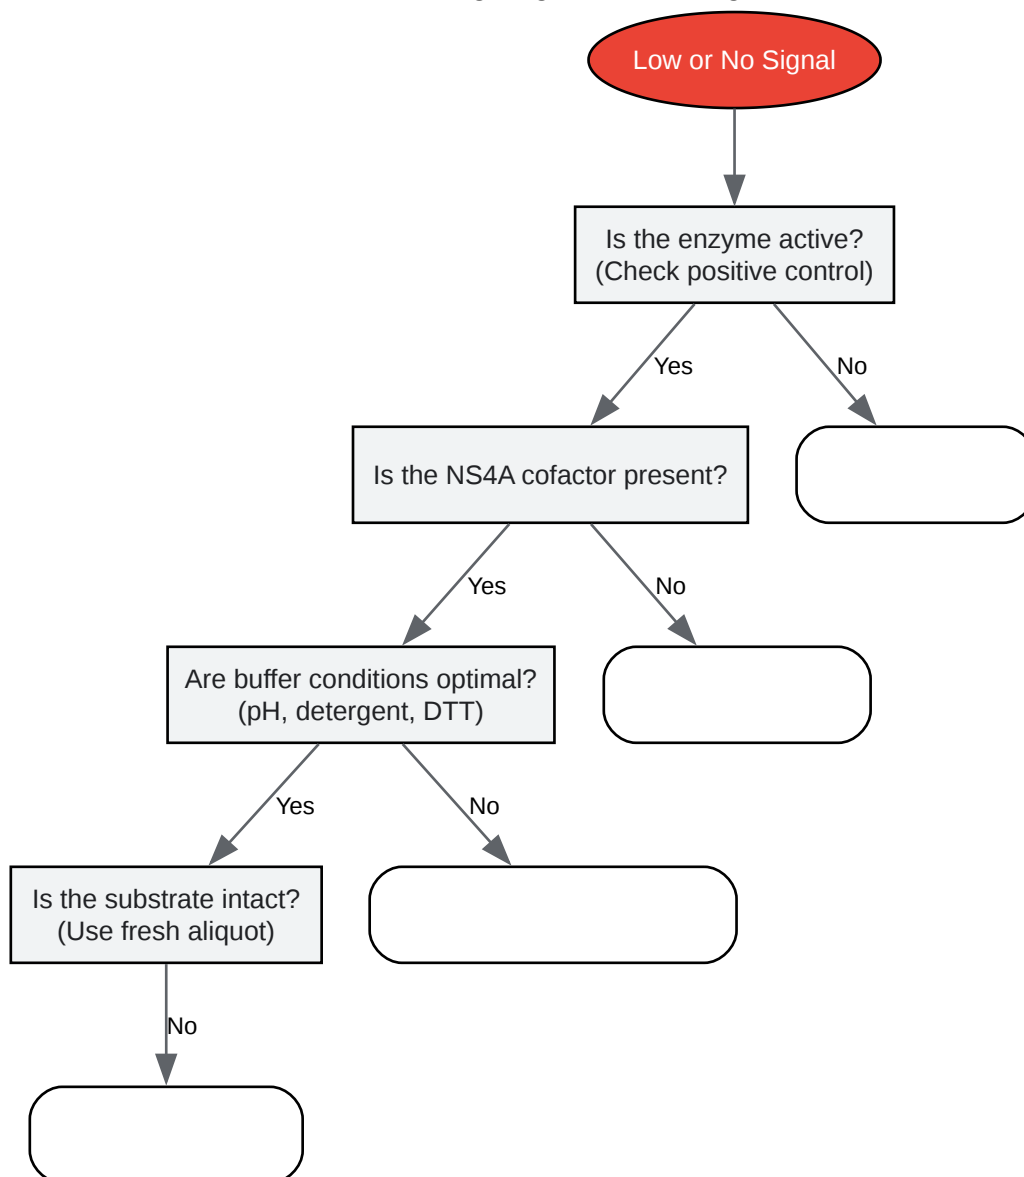 Low or No Signal
Is the enzyme active?
(Check positive control)
Yes
No
Is the NS4A cofactor present?
Yes
No
Are buffer conditions optimal?
(pH, detergent, DTT)
Yes
No
Is the substrate intact?
(Use fresh aliquot)
No